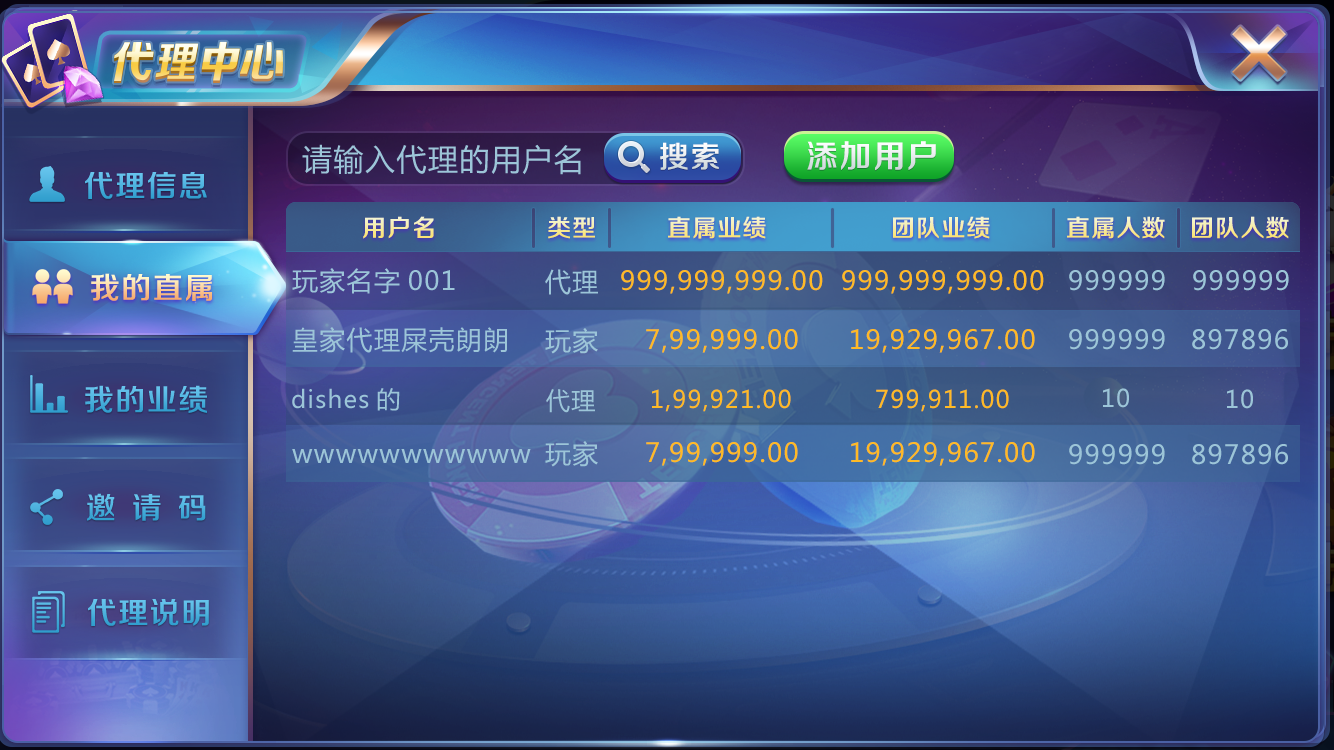 代理中心
代理信息
我的直属
我的业绩
邀请码
代理说明
请输入代理的用户名 搜索 添加用户
用户名 类型 直属业绩 团队业绩 直属人数 团队人数
玩家名字 001 代理 999,999,999.00 999,999,999.00 999999 999999
皇家代理屎壳朗朗 玩家 7,99,999.00 19,929,967.00 999999 897896
dishes 的 代理 1,99,921.00 799,911.00 10 10
wwwwwwwwwww 玩家 7,99,999.00 19,929,967.00 999999 897896